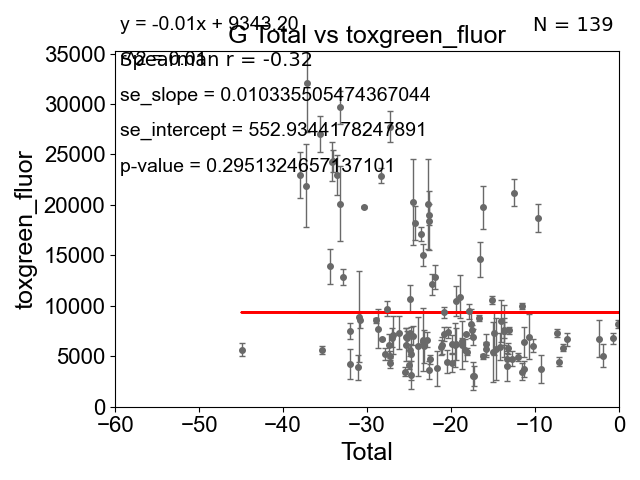 y = -0.01x + 9343.20
N = 139
G Total vs toxgreen_fluor
r^2 = 0.01
Spearman r = -0.32
se_slope = 0.010335505474367044
se_intercept = 552.9344178247891
p-value = 0.2951324657137101
toxgreen_fluor
35000
30000
25000
20000
15000
10000
5000
0
−60
−50
−40
−30
−20
−10
0
Total